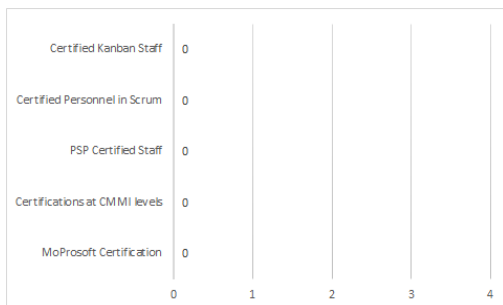 Certified Kanban Staff 0
Certified Personnel in Scrum 0
PSP Certified Staff 0
Certifications at CMMI levels 0
MoProsoft Certification 0
0 1 2 3 4